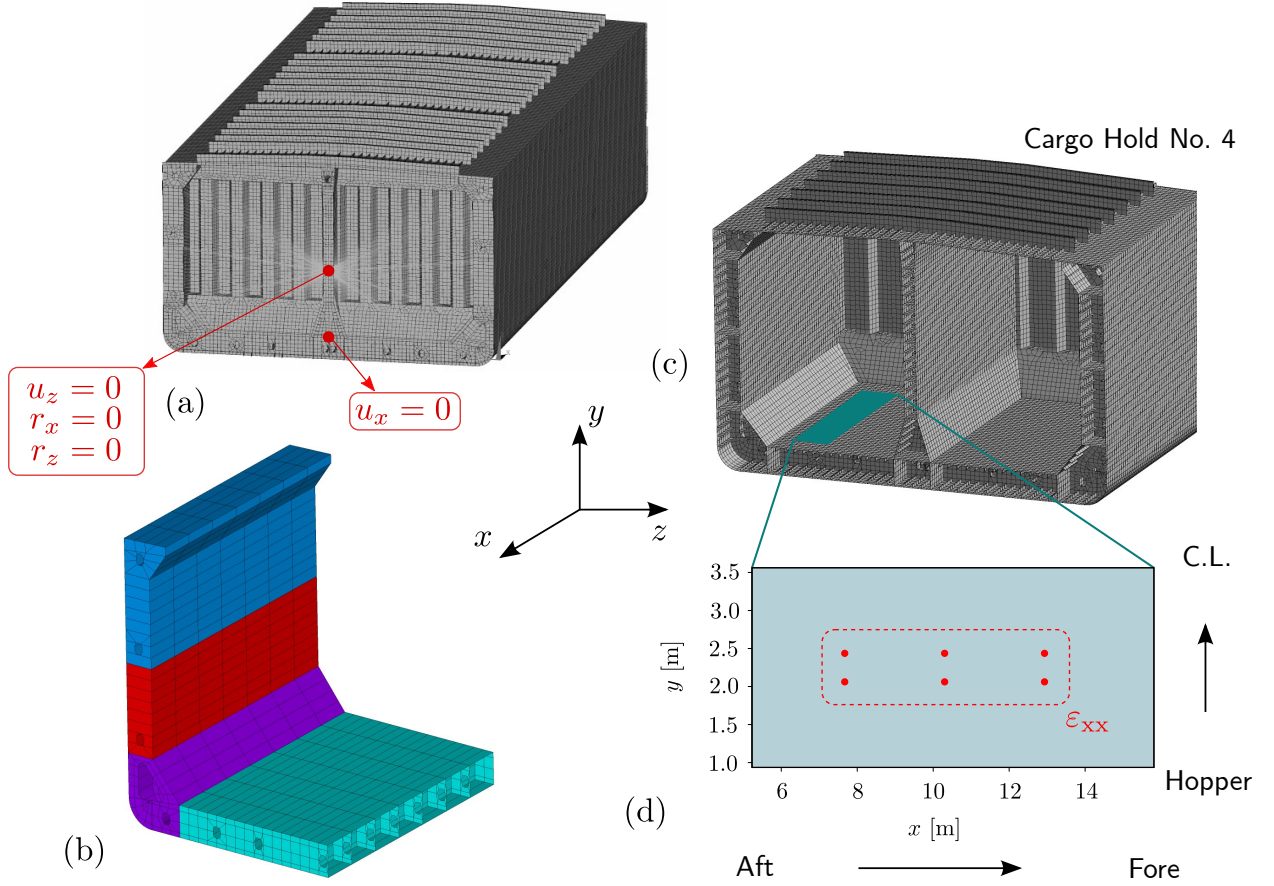 Cargo Hold No. 4
(c)
u_z = 0
r_x = 0
r_z = 0
(a)
u_x = 0
y
x
z
(b)
(d)
3.5
3.0
2.5
2.0
1.5
1.0
y [m]
ε_xx
6
8
10
12
14
x [m]
C.L.
Hopper
Aft
Fore